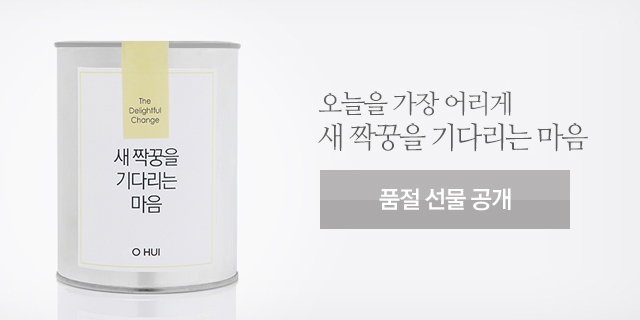 The
Delightful
Change
새 짝꿍을
기다리는
마음
O HUI
오늘을 가장 어리게
새 짝꿍을 기다리는 마음
품절 선물 공개